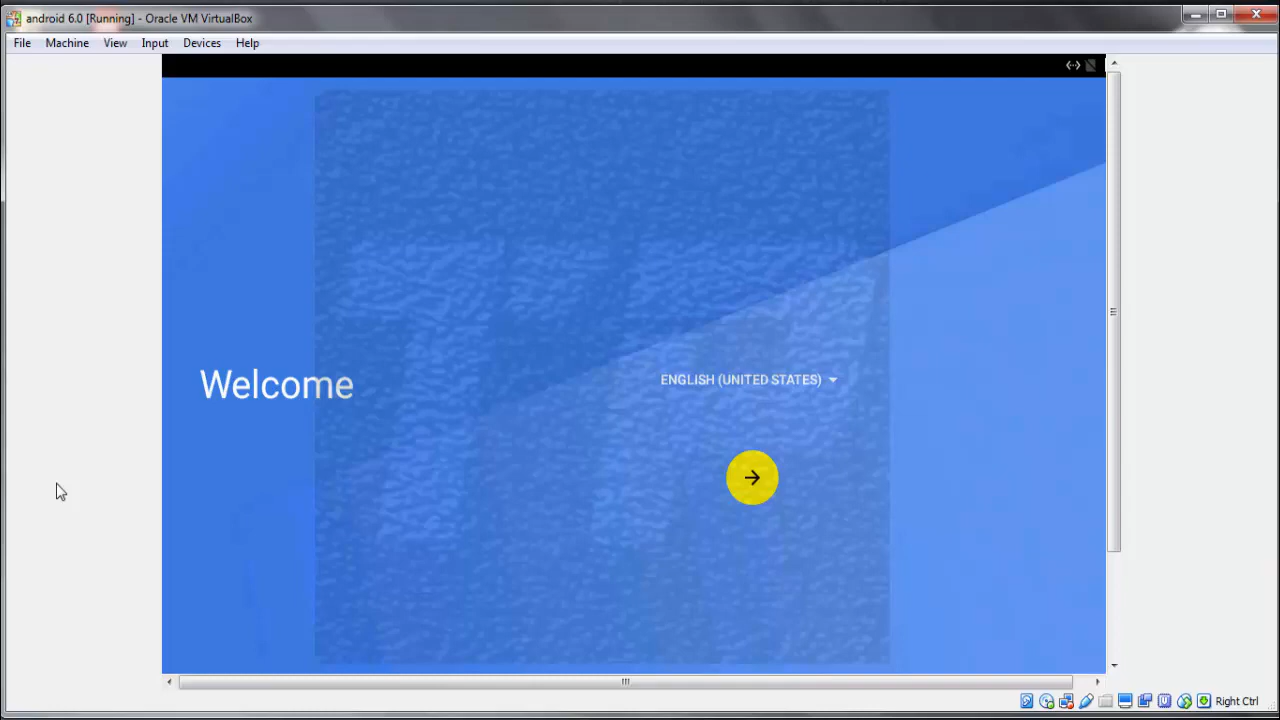 android 6.0 [Running] - Oracle VM VirtualBox
File Machine View Input Devices Help
Welcome
ENGLISH (UNITED STATES)
Right Ctrl